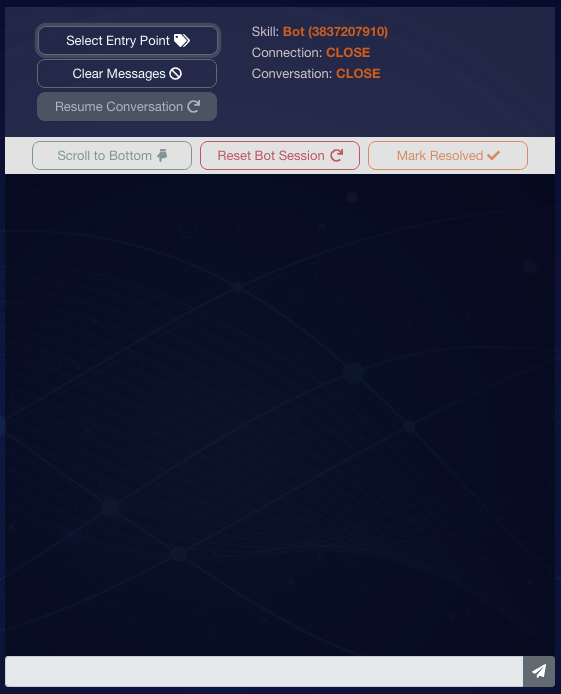 Select Entry Point
Clear Messages
Resume Conversation
Skill: Bot (3837207910)
Connection: CLOSE
Conversation: CLOSE
Scroll to Bottom
Reset Bot Session
Mark Resolved